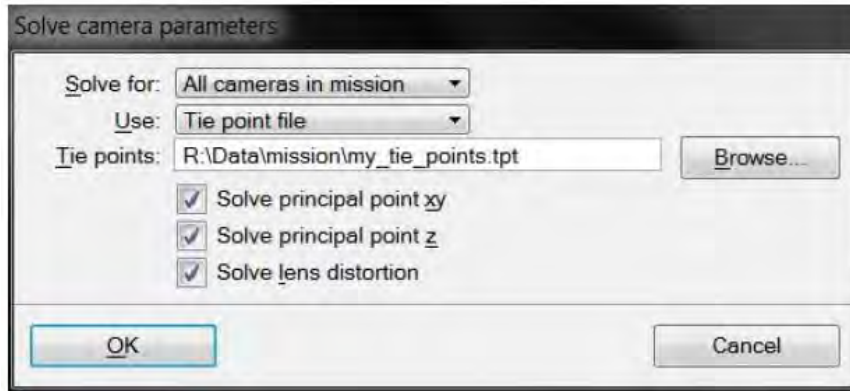 Solve camera parameters
Solve for: All cameras in mission
Use: Tie point file
Tie points: R:\Data\mission\my_tie_points.tpt Browse...
Solve principal point xy
Solve principal point z
Solve lens distortion
OK Cancel